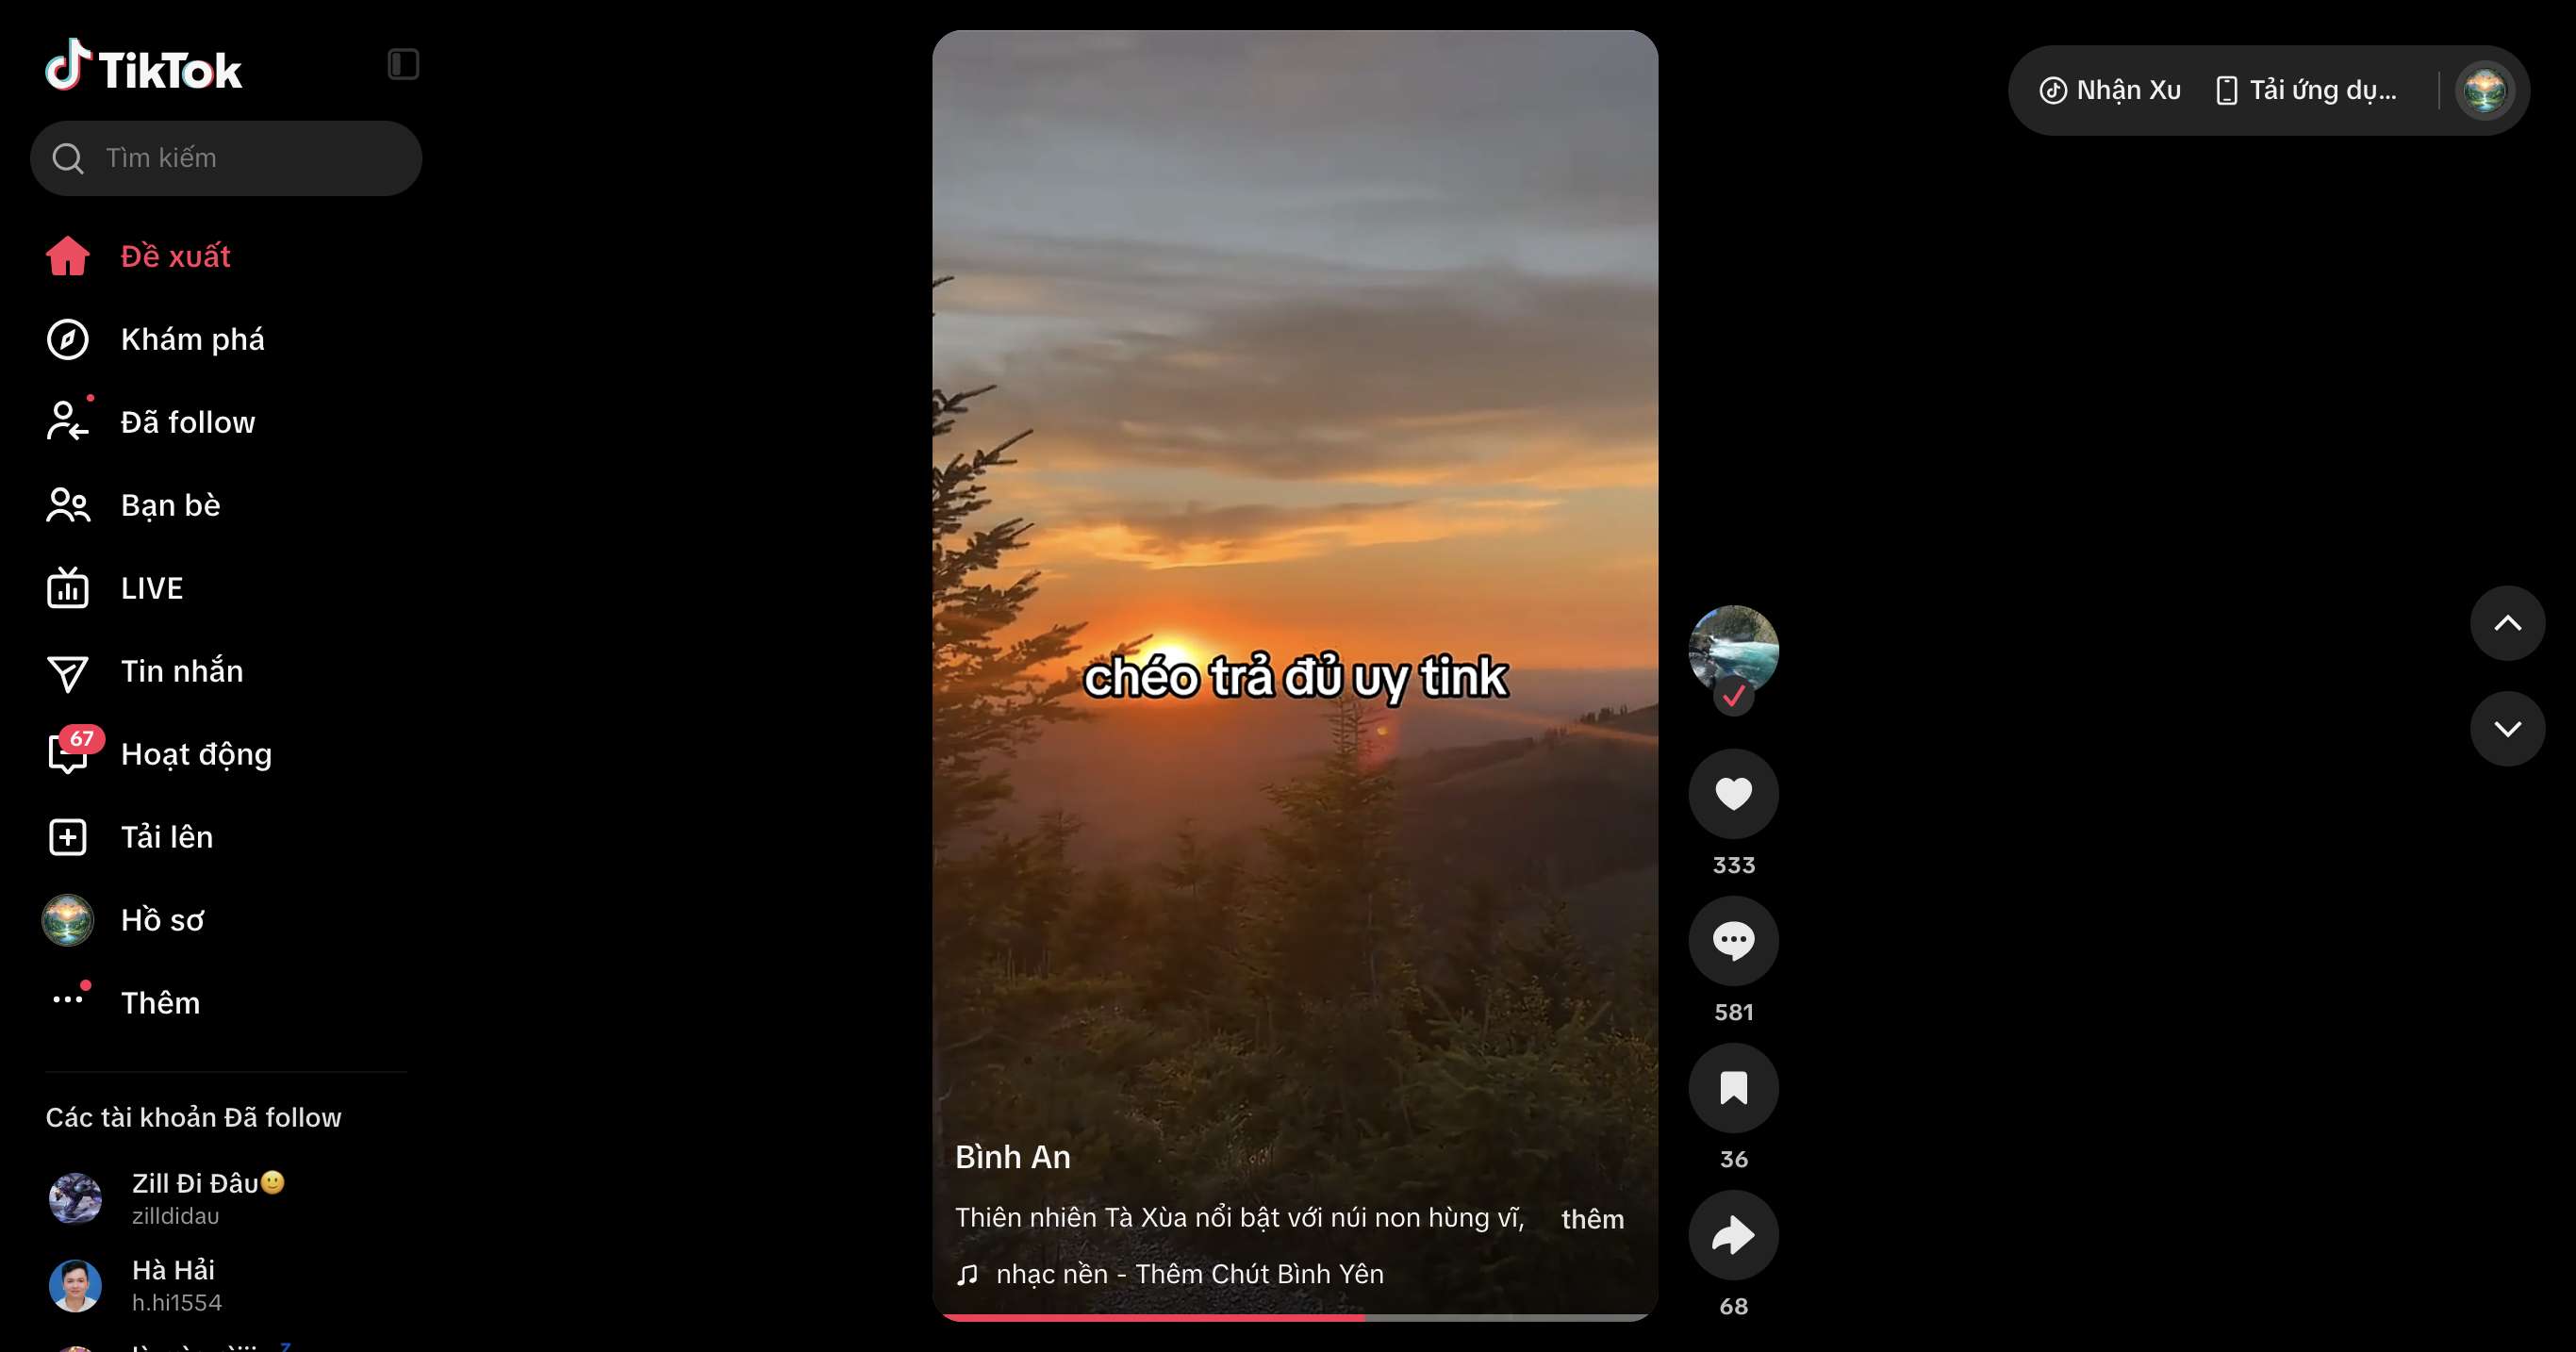 TikTok
Tìm kiếm
Đề xuất
Khám phá
Đã follow
Bạn bè
LIVE
Tin nhắn
67
Hoạt động
Tải lên
Hồ sơ
Thêm
Các tài khoản Đã follow
Zill Đi Đâu🙂
zilldidau
Hà Hải
h.hi1554
chéo trả đủ uy tink
Bình An
Thiên nhiên Tà Xùa nổi bật với núi non hùng vĩ, thêm
nhạc nền - Thêm Chút Bình Yên
333
581
36
68
Nhận Xu
Tải ứng dụ...